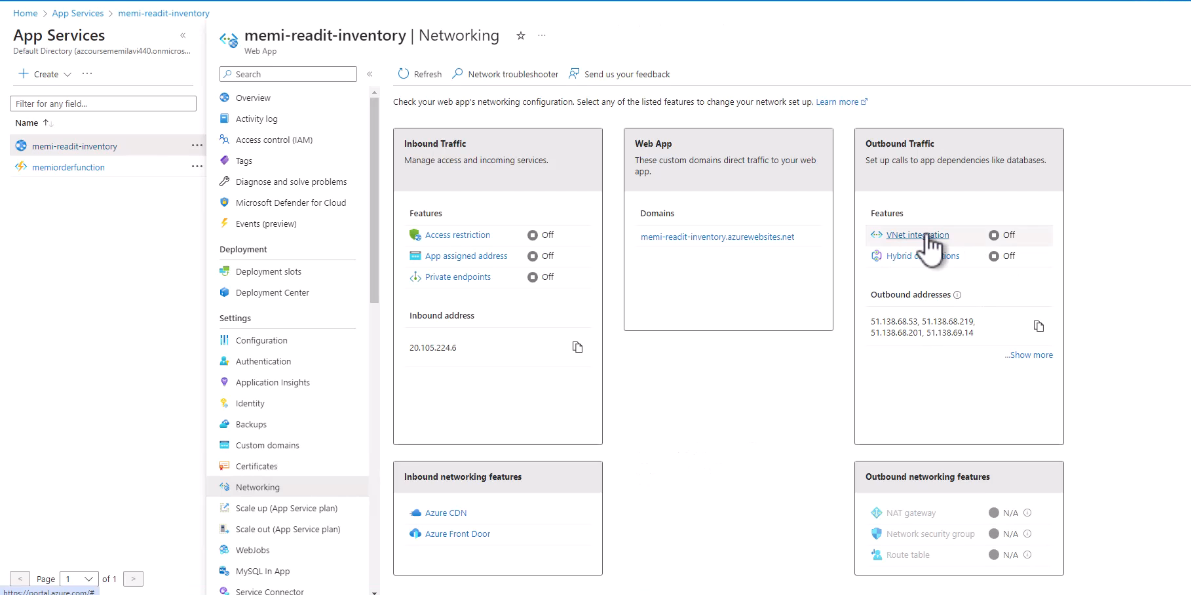 Home > App Services > memi-readit-inventory
App Services
«
Default Directory (azcoursememilavi440.onmicros...
+ Create ...
Filter for any field...
Name ↑↓
memi-readit-inventory ...
memiorderfunction ...
< Page 1 of 1 >
https://portal.azure.com/#
memi-readit-inventory | Networking ☆ ...
Web App
Search «
Overview
Activity log
Access control (IAM)
Tags
Diagnose and solve problems
Microsoft Defender for Cloud
Events (preview)
Deployment
Deployment slots
Deployment Center
Settings
Configuration
Authentication
Application Insights
Identity
Backups
Custom domains
Certificates
Networking
Scale up (App Service plan)
Scale out (App Service plan)
WebJobs
MySQL In App
Service Connector
Refresh Network troubleshooter Send us your feedback
Check your web app's networking configuration. Select any of the listed features to change your network set up. Learn more
Inbound Traffic
Manage access and incoming services.
Features
Access restriction Off
App assigned address Off
Private endpoints Off
Inbound address
20.105.224.6
Web App
These custom domains direct traffic to your web
app.
Domains
memi-readit-inventory.azurewebsites.net
Outbound Traffic
Set up calls to app dependencies like databases.
Features
VNet Off
Hybrid Off
Outbound addresses
51.138.68.53, 51.138.68.219,
51.138.68.201, 51.138.69.14
...Show more
Inbound networking features
Azure CDN
Azure Front Door
Outbound networking features
NAT gateway N/A
Network security group N/A
Route table N/A